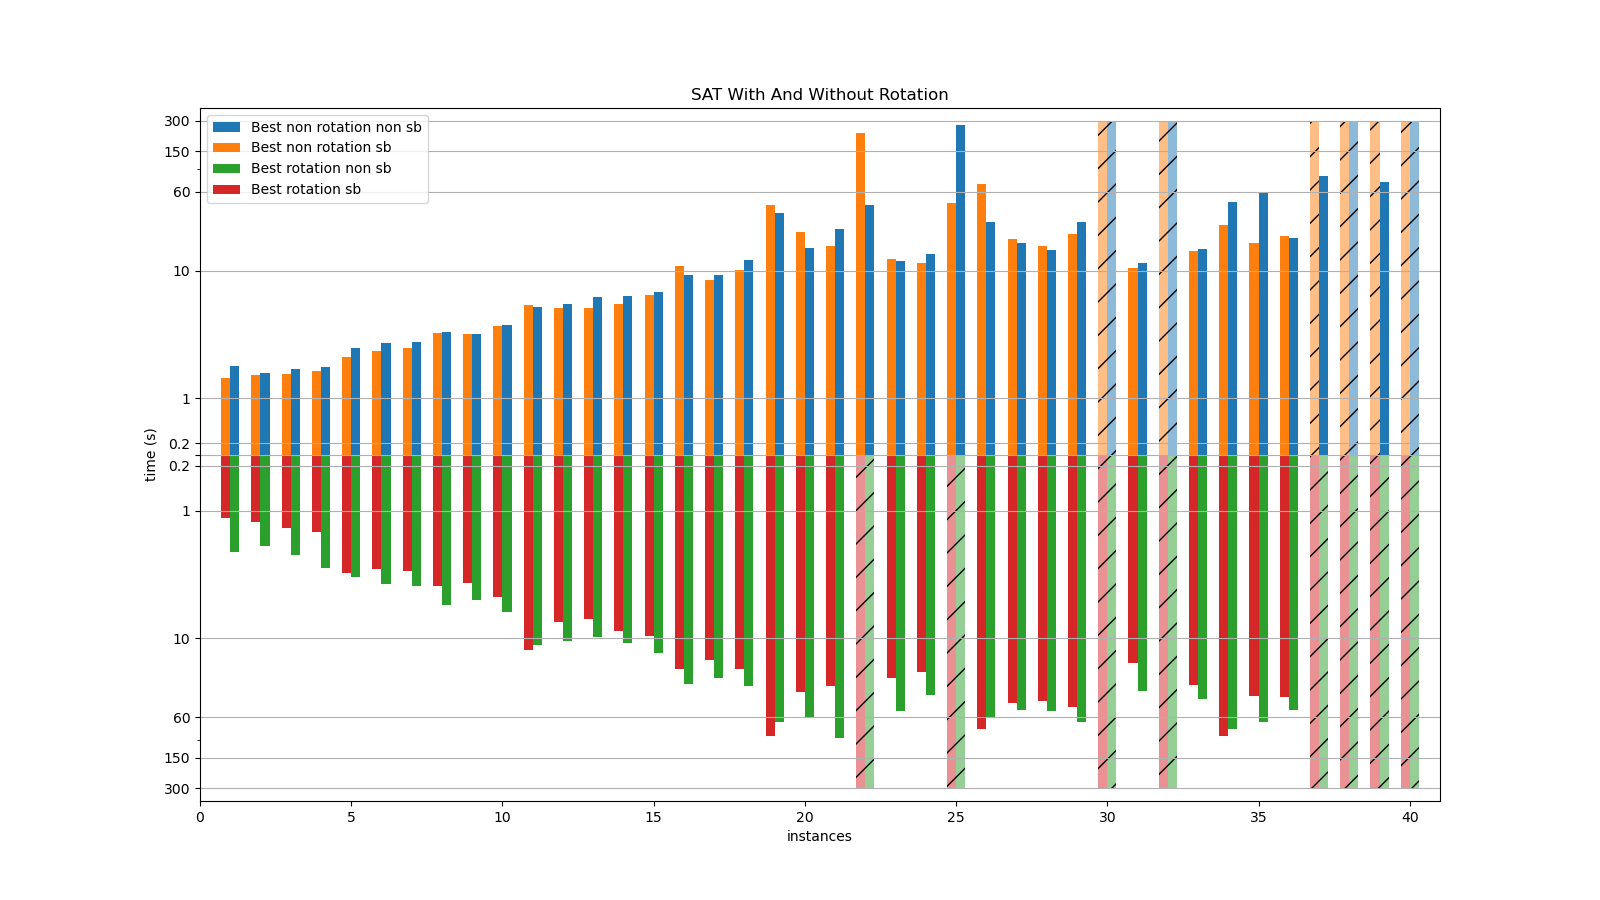 SAT With And Without Rotation
Best non rotation non sb
Best non rotation sb
Best rotation non sb
Best rotation sb
300
150
60
10
1
0.2
0.2
1
10
60
150
300
time (s)
0 5 10 15 20 25 30 35 40
instances